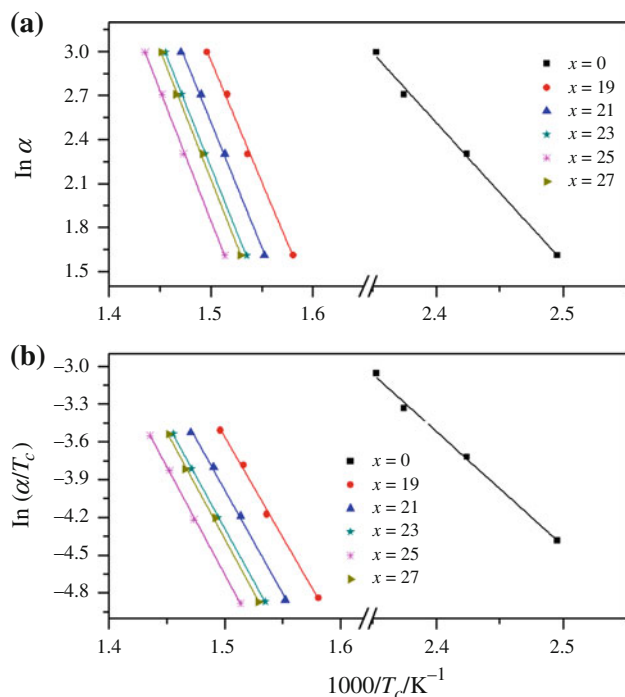 (a)
ln α
3.0
2.7
2.4
2.1
1.8
1.5
x = 0
x = 19
x = 21
x = 23
x = 25
x = 27
1.4 1.5 1.6 2.4 2.5
(b)
ln (α/T_c)
−3.0
−3.3
−3.6
−3.9
−4.2
−4.5
−4.8
x = 0
x = 19
x = 21
x = 23
x = 25
x = 27
1.4 1.5 1.6 2.4 2.5
1000/T_c/K⁻¹